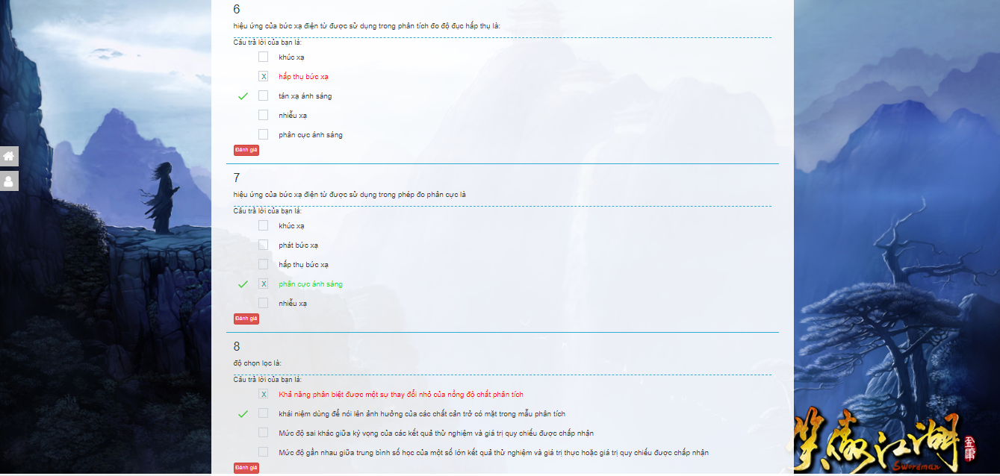 6
hiệu ứng của bức xạ điện từ được sử dụng trong phân tích đo độ đục hấp thụ là:
Câu trả lời của bạn là:
khúc xạ
X hấp thụ bức xạ
tán xạ ánh sáng
nhiễu xạ
phân cực ánh sáng
Đánh giá
7
hiệu ứng của bức xạ điện từ được sử dụng trong phép đo phân cực là
Câu trả lời của bạn là:
khúc xạ
phát bức xạ
hấp thụ bức xạ
X phân cực ánh sáng
nhiễu xạ
Đánh giá
8
độ chọn lọc là:
Câu trả lời của bạn là:
X Khả năng phân biệt được một sự thay đổi nhỏ của nồng độ chất phân tích
khái niệm dùng để nói lên ảnh hưởng của các chất cản trở có mặt trong mẫu phân tích
Mức độ sai khác giữa kỳ vọng của các kết quả thử nghiệm và giá trị quy chiếu được chấp nhận
Mức độ gần nhau giữa trung bình số học của một số lớn kết quả thử nghiệm và giá trị thực hoặc giá trị quy chiếu được chấp nhận
Đánh giá
笑傲江湖
金庸
Swordman